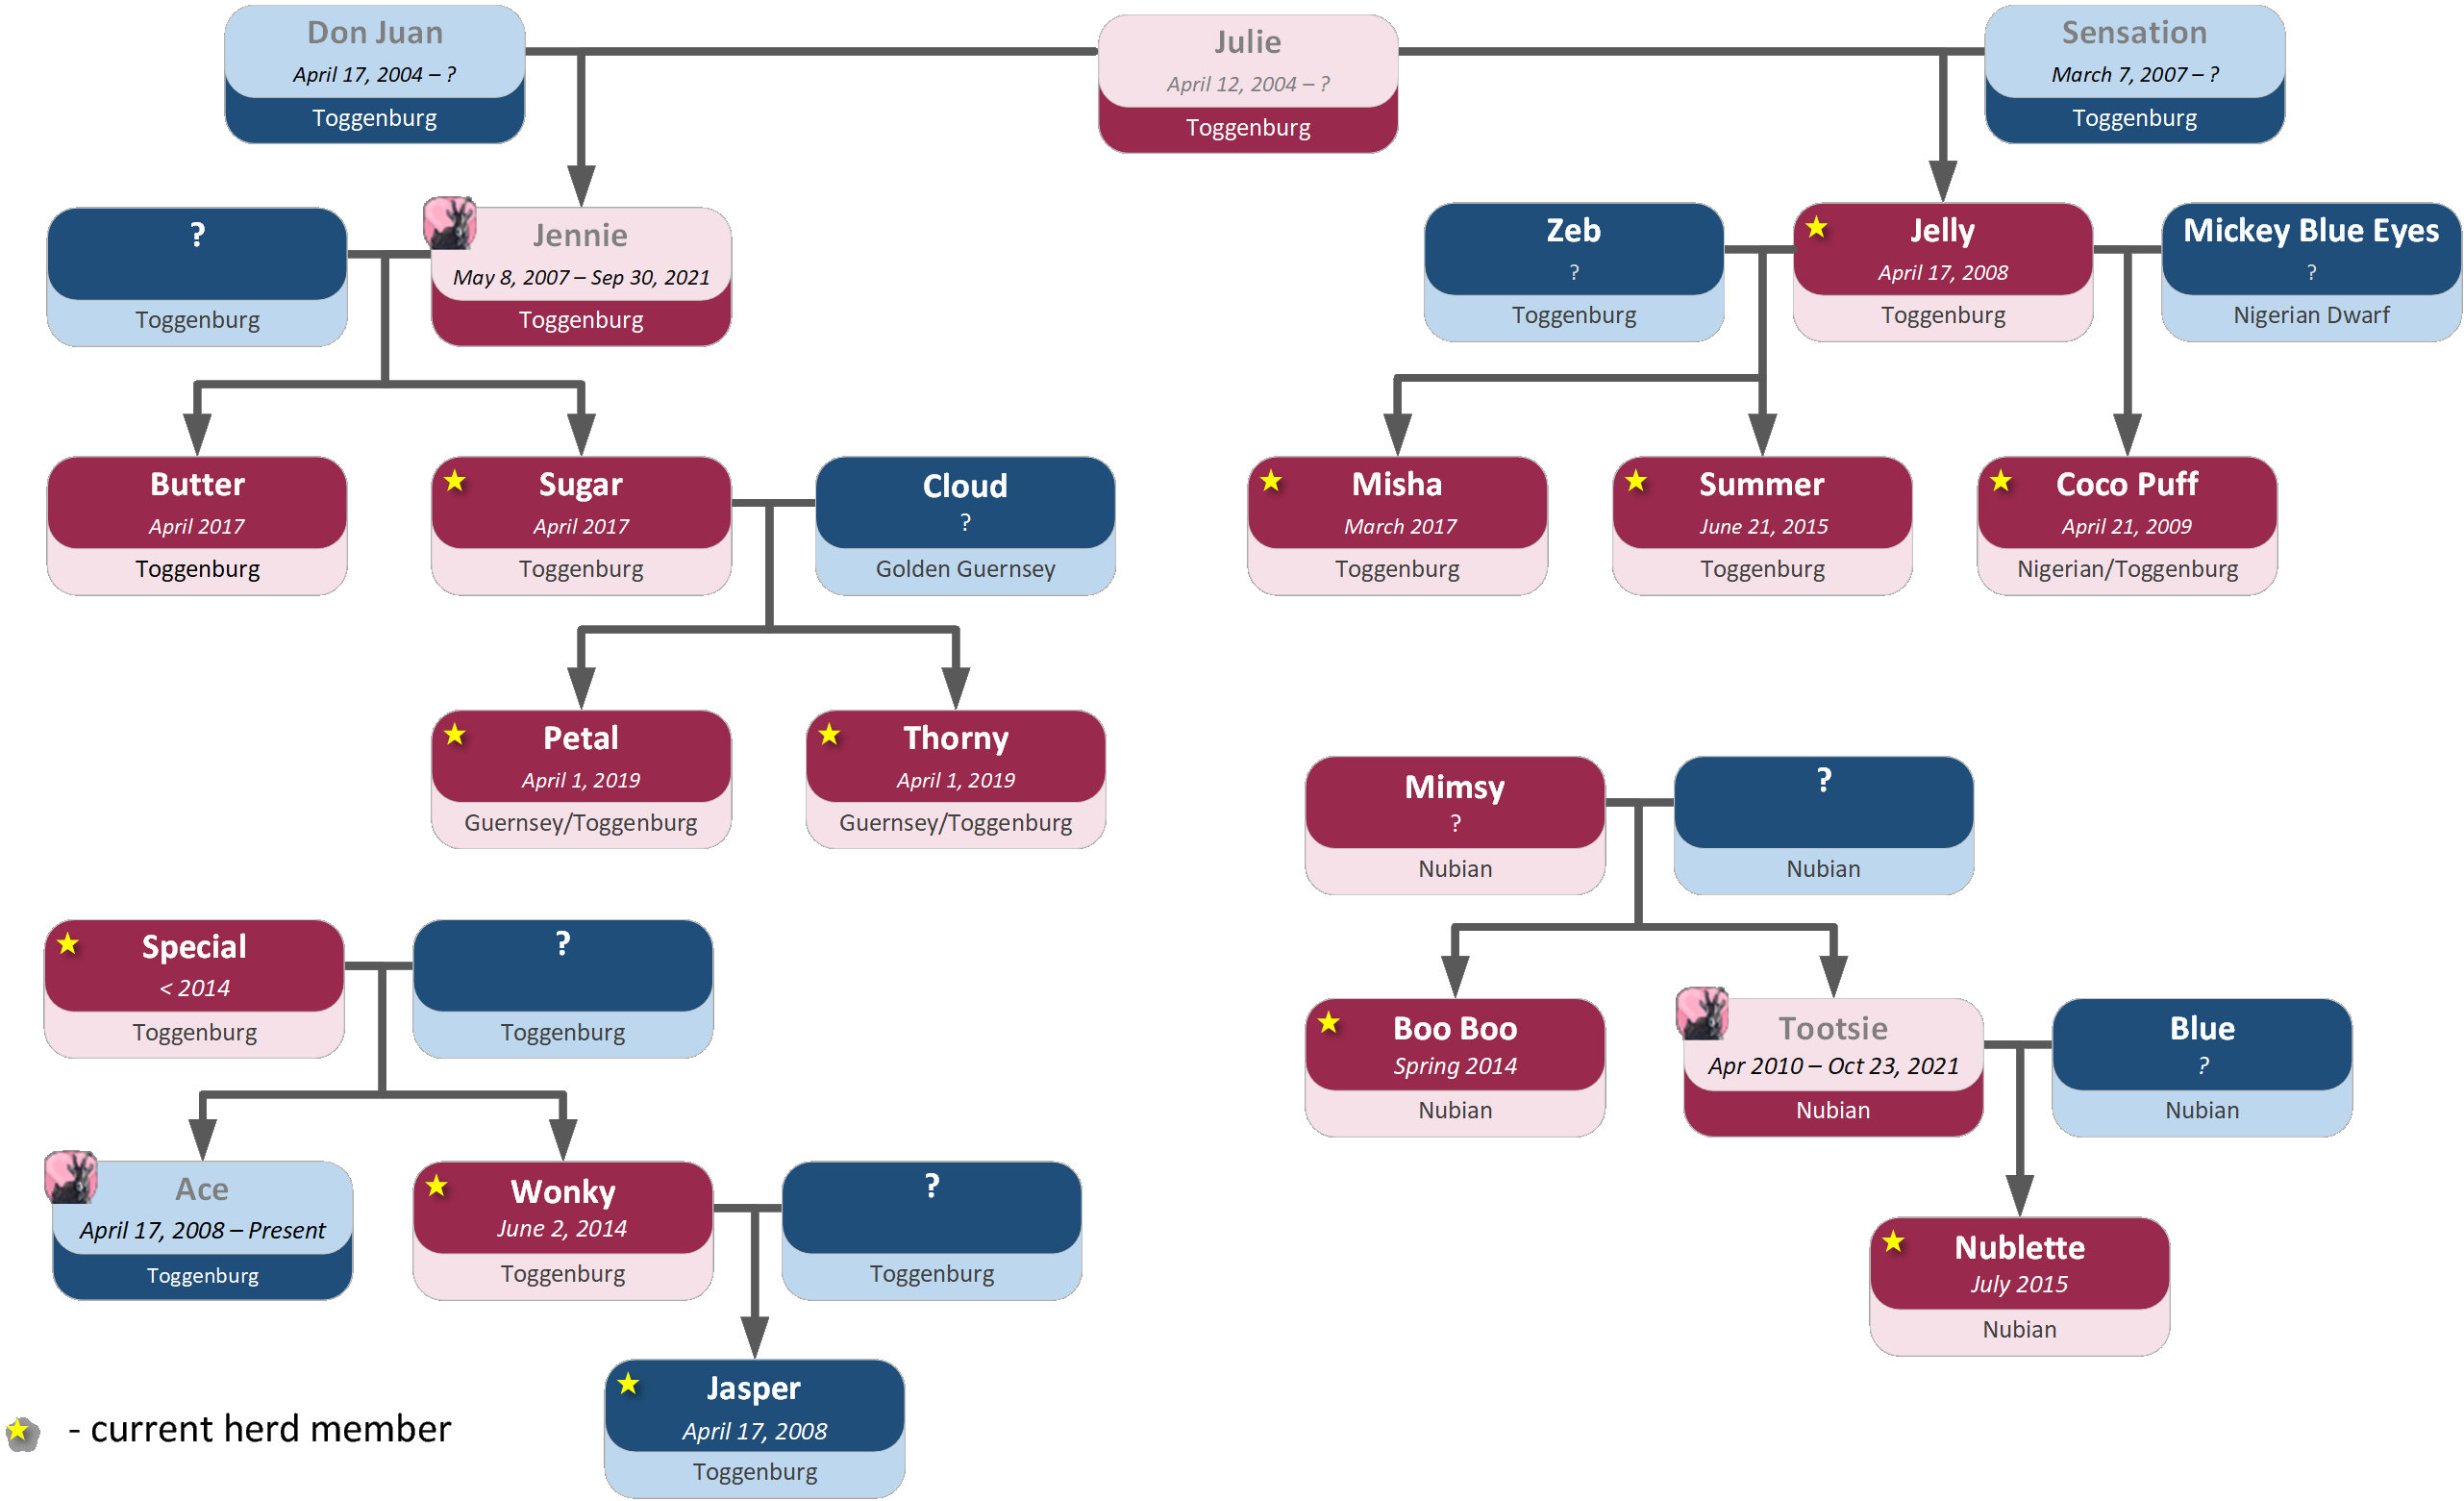 Don Juan
April 17, 2004 – ?
Toggenburg
Julie
April 12, 2004 – ?
Toggenburg
Sensation
March 7, 2007 – ?
Toggenburg
?
Toggenburg
Jennie
May 8, 2007 – Sep 30, 2021
Toggenburg
Zeb
?
Toggenburg
Jelly
April 17, 2008
Toggenburg
Mickey Blue Eyes
?
Nigerian Dwarf
Butter
April 2017
Toggenburg
Sugar
April 2017
Toggenburg
Cloud
?
Golden Guernsey
Misha
March 2017
Toggenburg
Summer
June 21, 2015
Toggenburg
Coco Puff
April 21, 2009
Nigerian/Toggenburg
Petal
April 1, 2019
Guernsey/Toggenburg
Thorny
April 1, 2019
Guernsey/Toggenburg
Mimsy
?
Nubian
?
Nubian
Special
< 2014
Toggenburg
?
Toggenburg
Boo Boo
Spring 2014
Nubian
Tootsie
Apr 2010 – Oct 23, 2021
Nubian
Blue
?
Nubian
Ace
April 17, 2008 – Present
Toggenburg
Wonky
June 2, 2014
Toggenburg
?
Toggenburg
Nublette
July 2015
Nubian
Jasper
April 17, 2008
Toggenburg
- current herd member